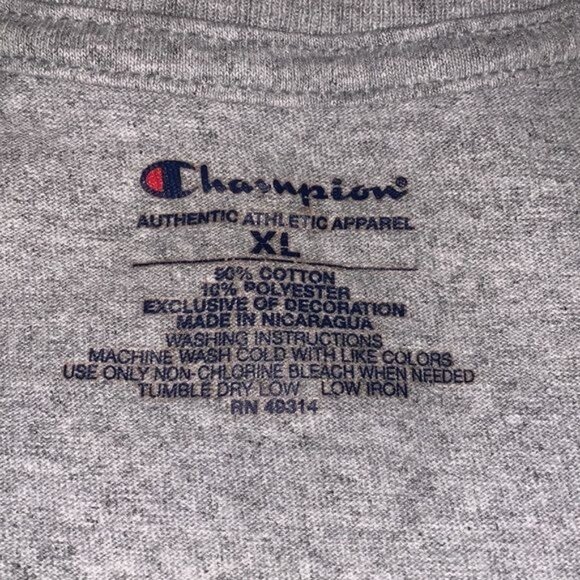 Champion®
AUTHENTIC ATHLETIC APPAREL
XL
90% COTTON
10% POLYESTER
EXCLUSIVE OF DECORATION
MADE IN NICARAGUA
WASHING INSTRUCTIONS
MACHINE WASH COLD WITH LIKE COLORS
USE ONLY NON-CHLORINE BLEACH WHEN NEEDED
TUMBLE DRY LOW LOW IRON
RN 49314